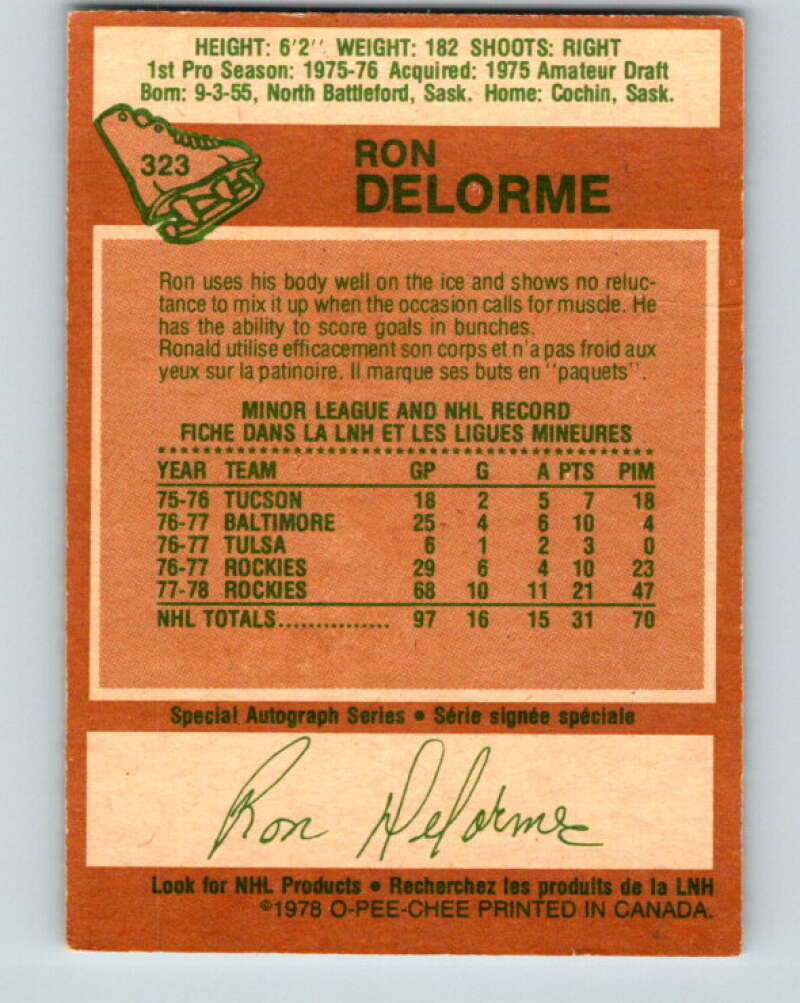 HEIGHT: 6'2'' WEIGHT: 182 SHOOTS: RIGHT
1st Pro Season: 1975-76 Acquired: 1975 Amateur Draft
Born: 9-3-55, North Battleford, Sask. Home: Cochin, Sask.
323
RON
DELORME
Ron uses his body well on the ice and shows no reluc-
tance to mix it up when the occasion calls for muscle. He
has the ability to score goals in bunches.
Ronald utilise efficacement son corps et n'a pas froid aux
yeux sur la patinoire. Il marque ses buts en ''paquets''.
MINOR LEAGUE AND NHL RECORD
FICHE DANS LA LNH ET LES LIGUES MINEURES
YEAR TEAM GP G A PTS PIM
75-76 TUCSON 18 2 5 7 18
76-77 BALTIMORE 25 4 6 10 4
76-77 TULSA 6 1 2 3 0
76-77 ROCKIES 29 6 4 10 23
77-78 ROCKIES 68 10 11 21 47
NHL TOTALS............... 97 16 15 31 70
Special Autograph Series • Série signée spéciale
Ron Delorme
Look for NHL Products • Recherchez les produits de la LNH
©1978 O-PEE-CHEE PRINTED IN CANADA.